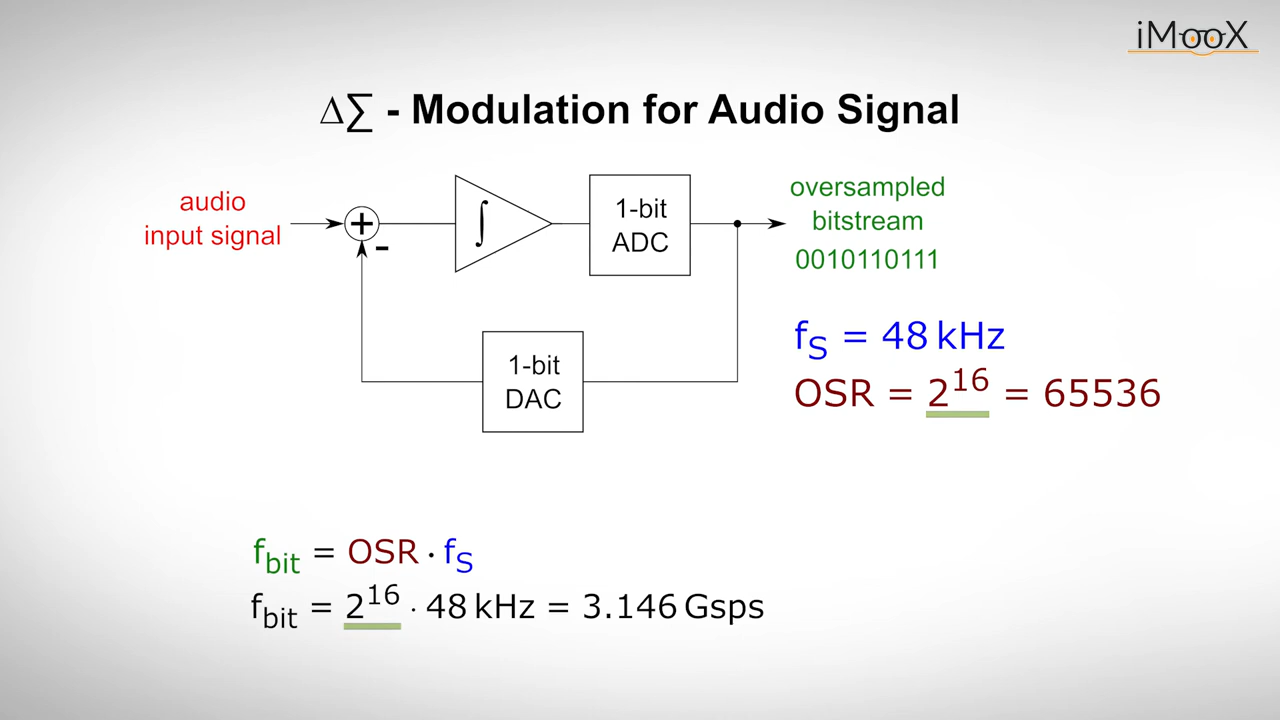 iMooX
∆∑ - Modulation for Audio Signal
audio
input signal
+
-
∫
1-bit
ADC
oversampled
bitstream
0010110111
1-bit
DAC
fS = 48 kHz
OSR = 2^16 = 65536
fbit = OSR · fS
fbit = 2^16 · 48 kHz = 3.146 Gsps